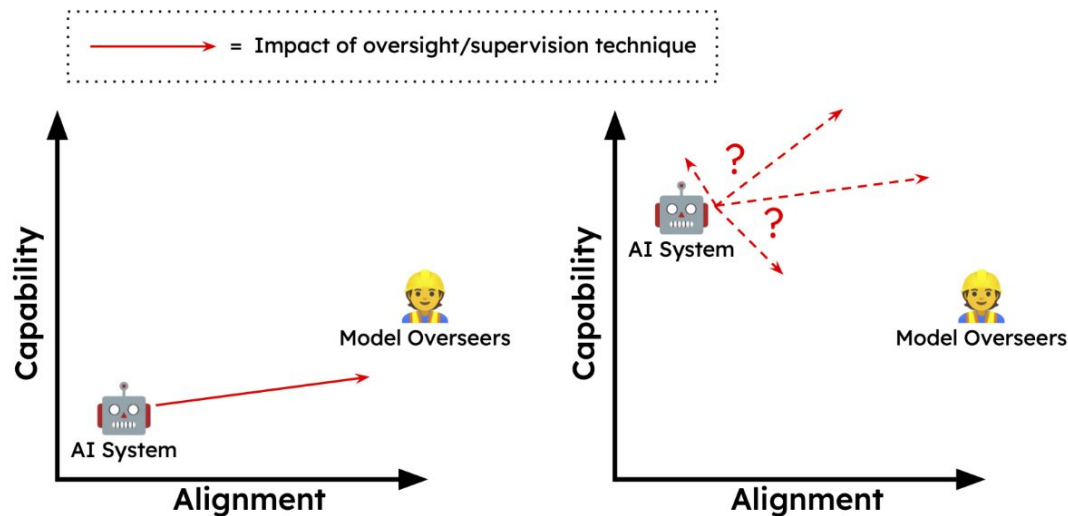 = Impact of oversight/supervision technique
Capability
AI System
Model Overseers
Alignment
Capability
?
?
AI System
Model Overseers
Alignment